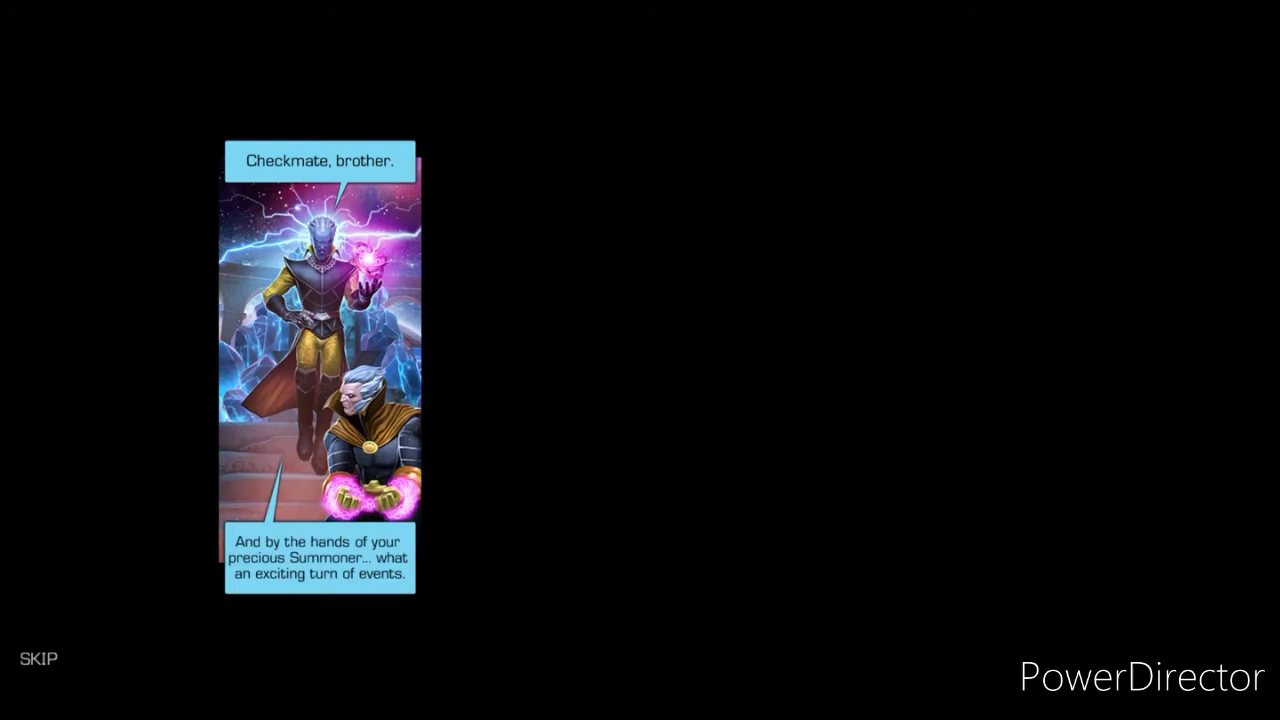 Checkmate, brother.
And by the hands of your
precious Summoner... what
an exciting turn of events.
SKIP
PowerDirector